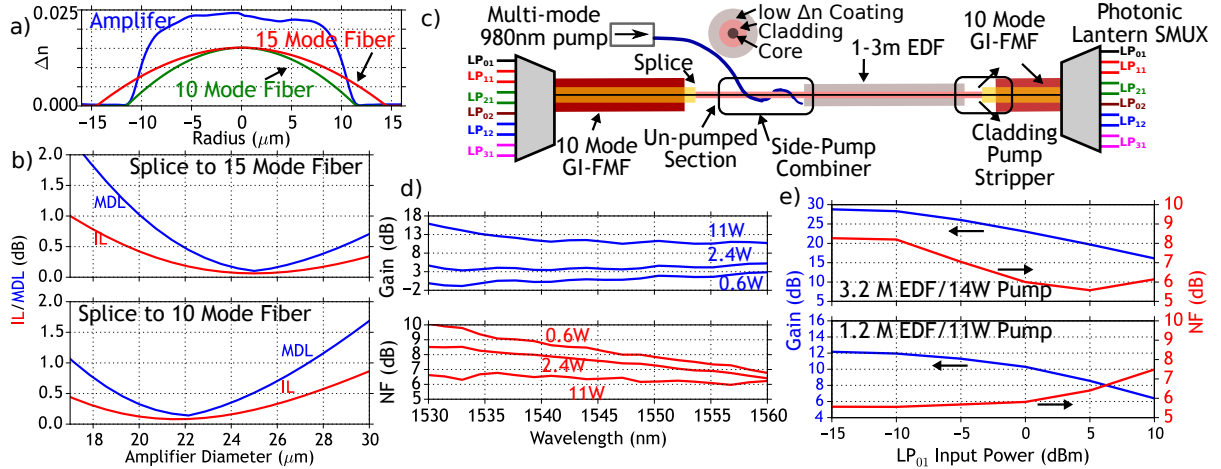 a)
Δn
0.025
0.000
Amplifer
15 Mode Fiber
10 Mode Fiber
−15 −10 −5 0 5 10 15
Radius (μm)
b)
Splice to 15 Mode Fiber
MDL
IL
2.0
1.5
1.0
0.5
0.0
IL/MDL (dB)
(dB)
Splice to 10 Mode Fiber
MDL
IL
2.0
1.5
1.0
0.5
0.0
18 20 22 24 26 28 30
Amplifier Diameter (μm)
c)
Multi-mode
980nm pump
low Δn Coating
Cladding
Core
1-3m EDF
10 Mode
GI-FMF
Photonic
Lantern SMUX
LP01
LP11
LP21
LP02
LP12
LP31
Splice
10 Mode
GI-FMF
Un-pumped
Section
Side-Pump
Combiner
Cladding
Pump
Stripper
LP01
LP11
LP21
LP02
LP12
LP31
d)
Gain (dB)
18
13
8
3
−2
11W
2.4W
0.6W
NF (dB)
10
9
8
7
6
5
0.6W
2.4W
11W
1530 1535 1540 1545 1550 1555 1560
Wavelength (nm)
e)
30
25
20
15
10
5
10
9
8
7
6
5
3.2 M EDF/14W Pump
Gain (dB)
(dB)
NF (dB)
(dB)
1.2 M EDF/11W Pump
16
14
12
10
8
6
4
10
9
8
7
6
5
−15 −10 −5 0 5 10
LP01 Input Power (dBm)